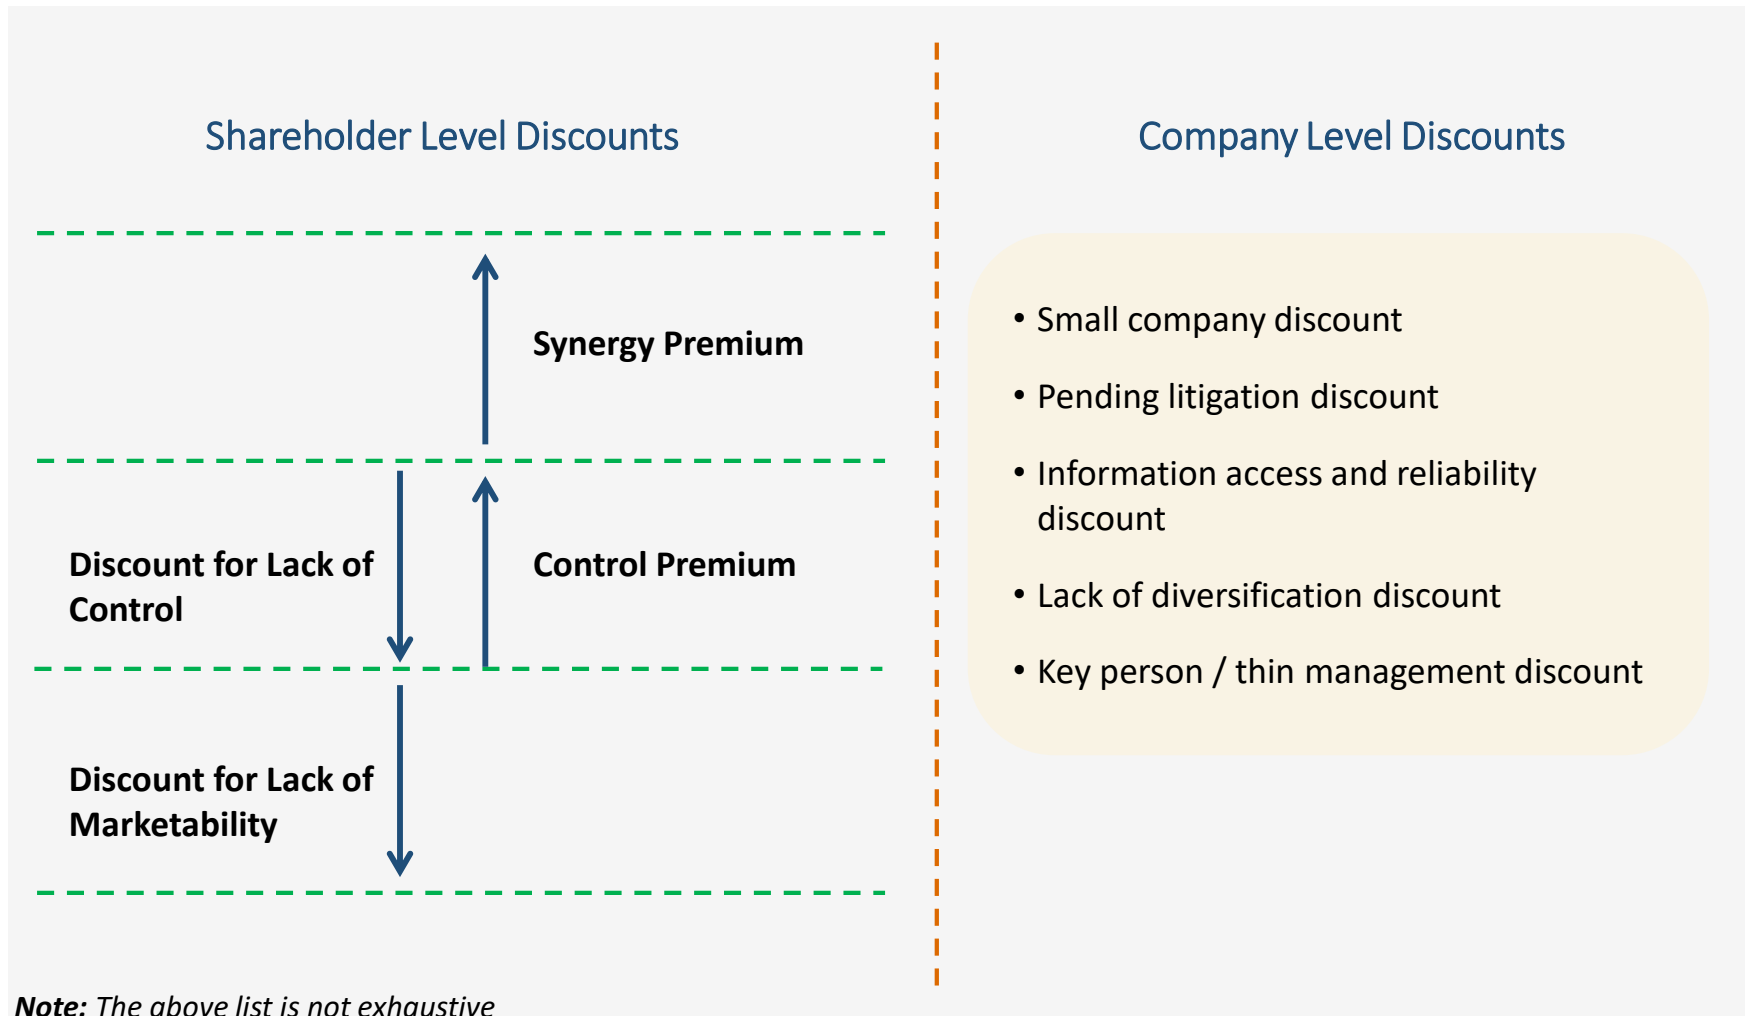 Shareholder Level Discounts
Synergy Premium
Discount for Lack of
Control
Control Premium
Discount for Lack of
Marketability
Company Level Discounts
• Small company discount
• Pending litigation discount
• Information access and reliability
discount
• Lack of diversification discount
• Key person / thin management discount
Note: The above list is not exhaustive